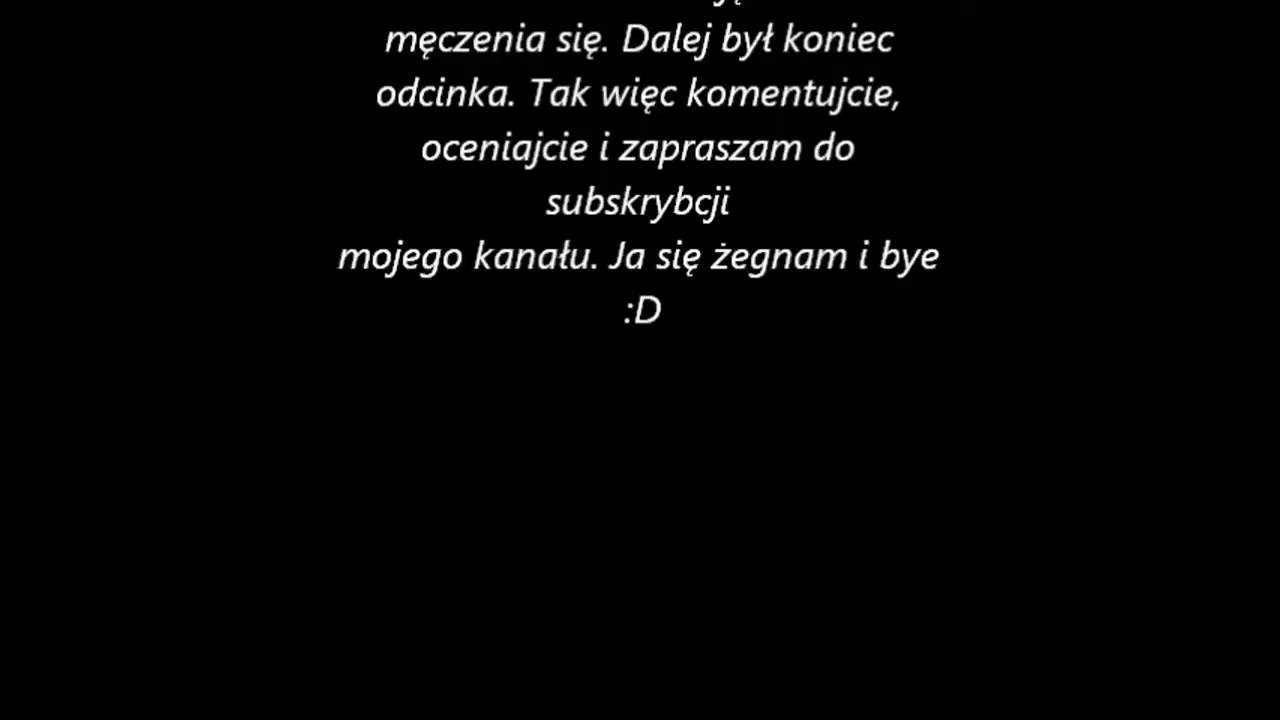 męczenia się. Dalej był koniec
odcinka. Tak więc komentujcie,
oceniajcie i zapraszam do
subskrybcji
mojego kanału. Ja się żegnam i bye
:D